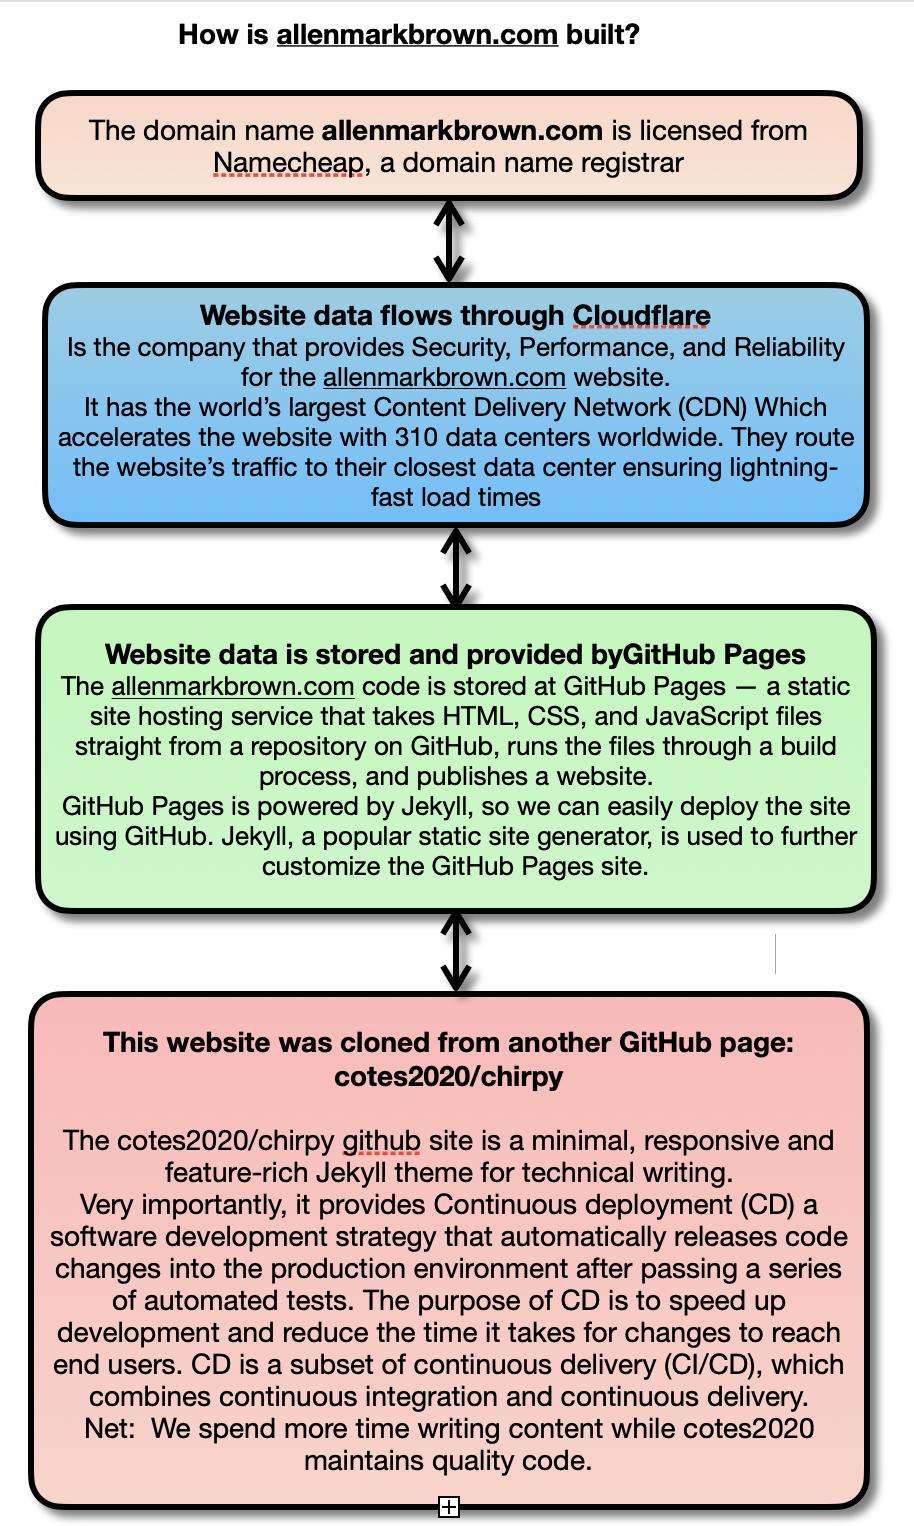 How is allenmarkbrown.com built?
The domain name allenmarkbrown.com is licensed from
Namecheap, a domain name registrar
Website data flows through Cloudflare
Is the company that provides Security, Performance, and Reliability
for the allenmarkbrown.com website.
It has the world’s largest Content Delivery Network (CDN) Which
accelerates the website with 310 data centers worldwide. They route
the website’s traffic to their closest data center ensuring lightning-
fast load times
Website data is stored and provided byGitHub Pages
The allenmarkbrown.com code is stored at GitHub Pages — a static
site hosting service that takes HTML, CSS, and JavaScript files
straight from a repository on GitHub, runs the files through a build
process, and publishes a website.
GitHub Pages is powered by Jekyll, so we can easily deploy the site
using GitHub. Jekyll, a popular static site generator, is used to further
customize the GitHub Pages site.
This website was cloned from another GitHub page:
cotes2020/chirpy
The cotes2020/chirpy github site is a minimal, responsive and
feature-rich Jekyll theme for technical writing.
Very importantly, it provides Continuous deployment (CD) a
software development strategy that automatically releases code
changes into the production environment after passing a series
of automated tests. The purpose of CD is to speed up
development and reduce the time it takes for changes to reach
end users. CD is a subset of continuous delivery (CI/CD), which
combines continuous integration and continuous delivery.
Net:  We spend more time writing content while cotes2020
maintains quality code.